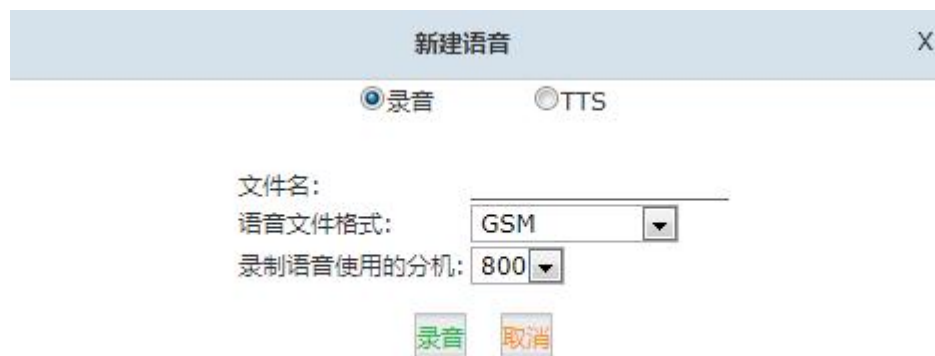 新建语音 X
录音 TTS
文件名:
语音文件格式: GSM
录制语音使用的分机: 800
录音 取消